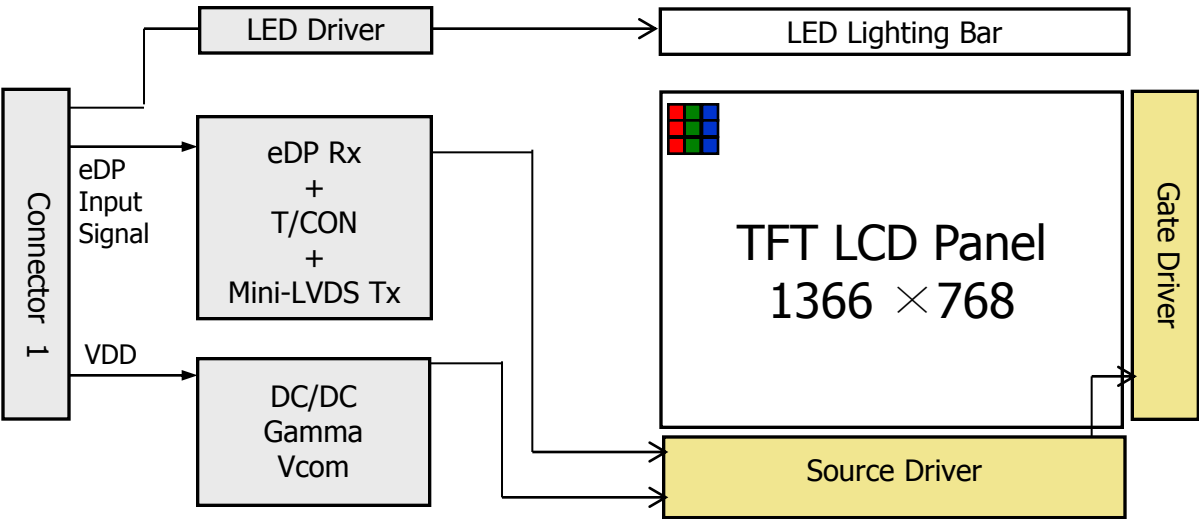 LED Driver
LED Lighting Bar
Connector 1
eDP
Input
Signal
eDP Rx
+
T/CON
+
Mini-LVDS Tx
TFT LCD Panel
1366 ×768
Gate Driver
VDD
DC/DC
Gamma
Vcom
Source Driver